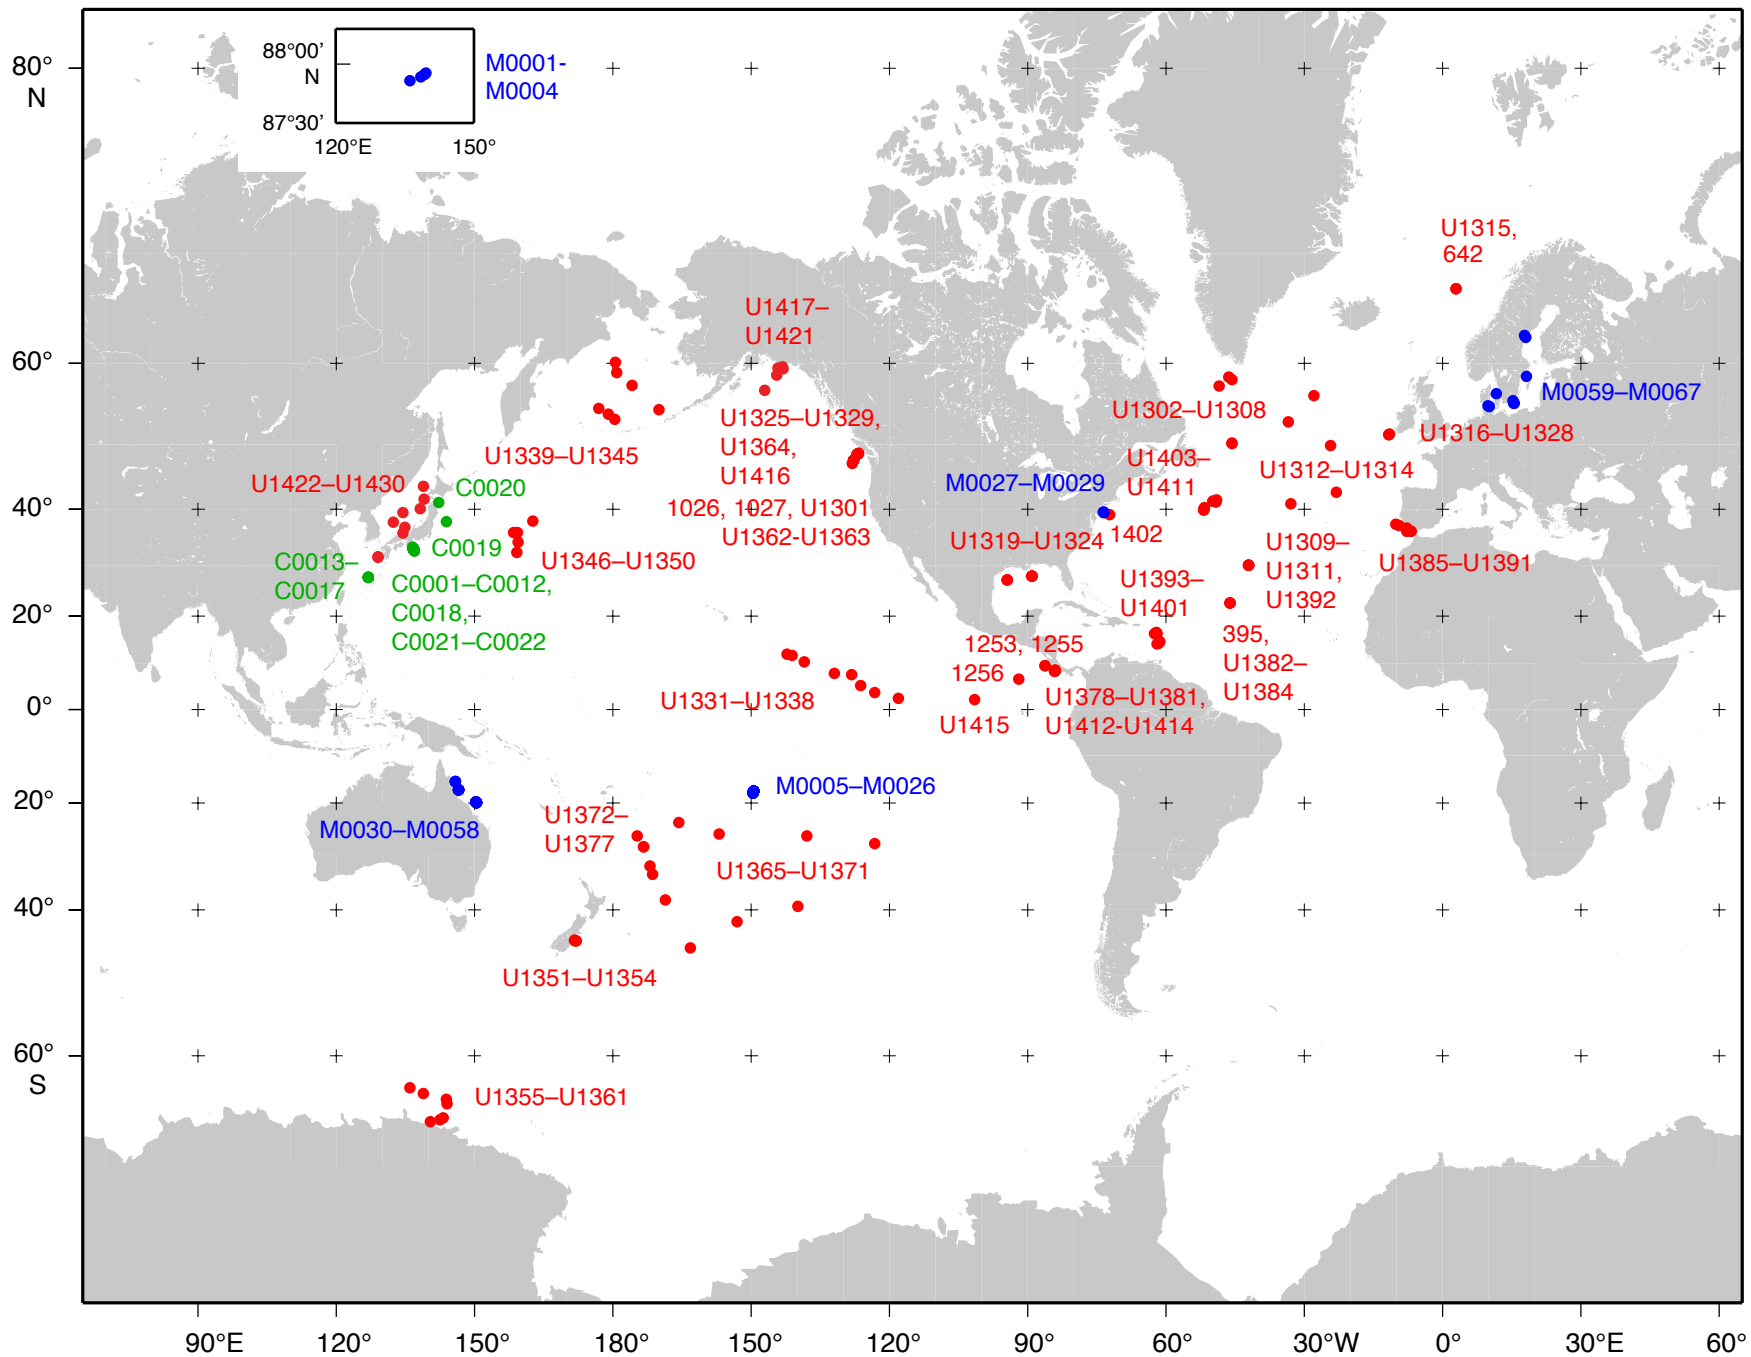 88°00'
N
87°30'
120°E
150°
M0001-
M0004
80°
N
60°
40°
20°
0°
20°
40°
60°
S
U1315,
642
U1417–
U1421
M0059–M0067
U1302–U1308
U1316–U1328
U1325–U1329,
U1364,
U1416
U1339–U1345
U1403–
U1411
U1312–U1314
U1422–U1430
C0020
M0027–M0029
1026, 1027, U1301
U1362-U1363
C0019
U1346–U1350
U1319–U1324
1402
U1309–
U1311,
U1392
U1385–U1391
C0013–
C0017
C0001–C0012,
C0018,
C0021–C0022
U1393–
U1401
395,
U1382–
U1384
1253, 1255
1256
U1331–U1338
U1378–U1381,
U1412-U1414
U1415
M0005–M0026
M0030–M0058
U1372–
U1377
U1365–U1371
U1351–U1354
U1355–U1361
90°E
120°
150°
180°
150°
120°
90°
60°
30°W
0°
30°E
60°